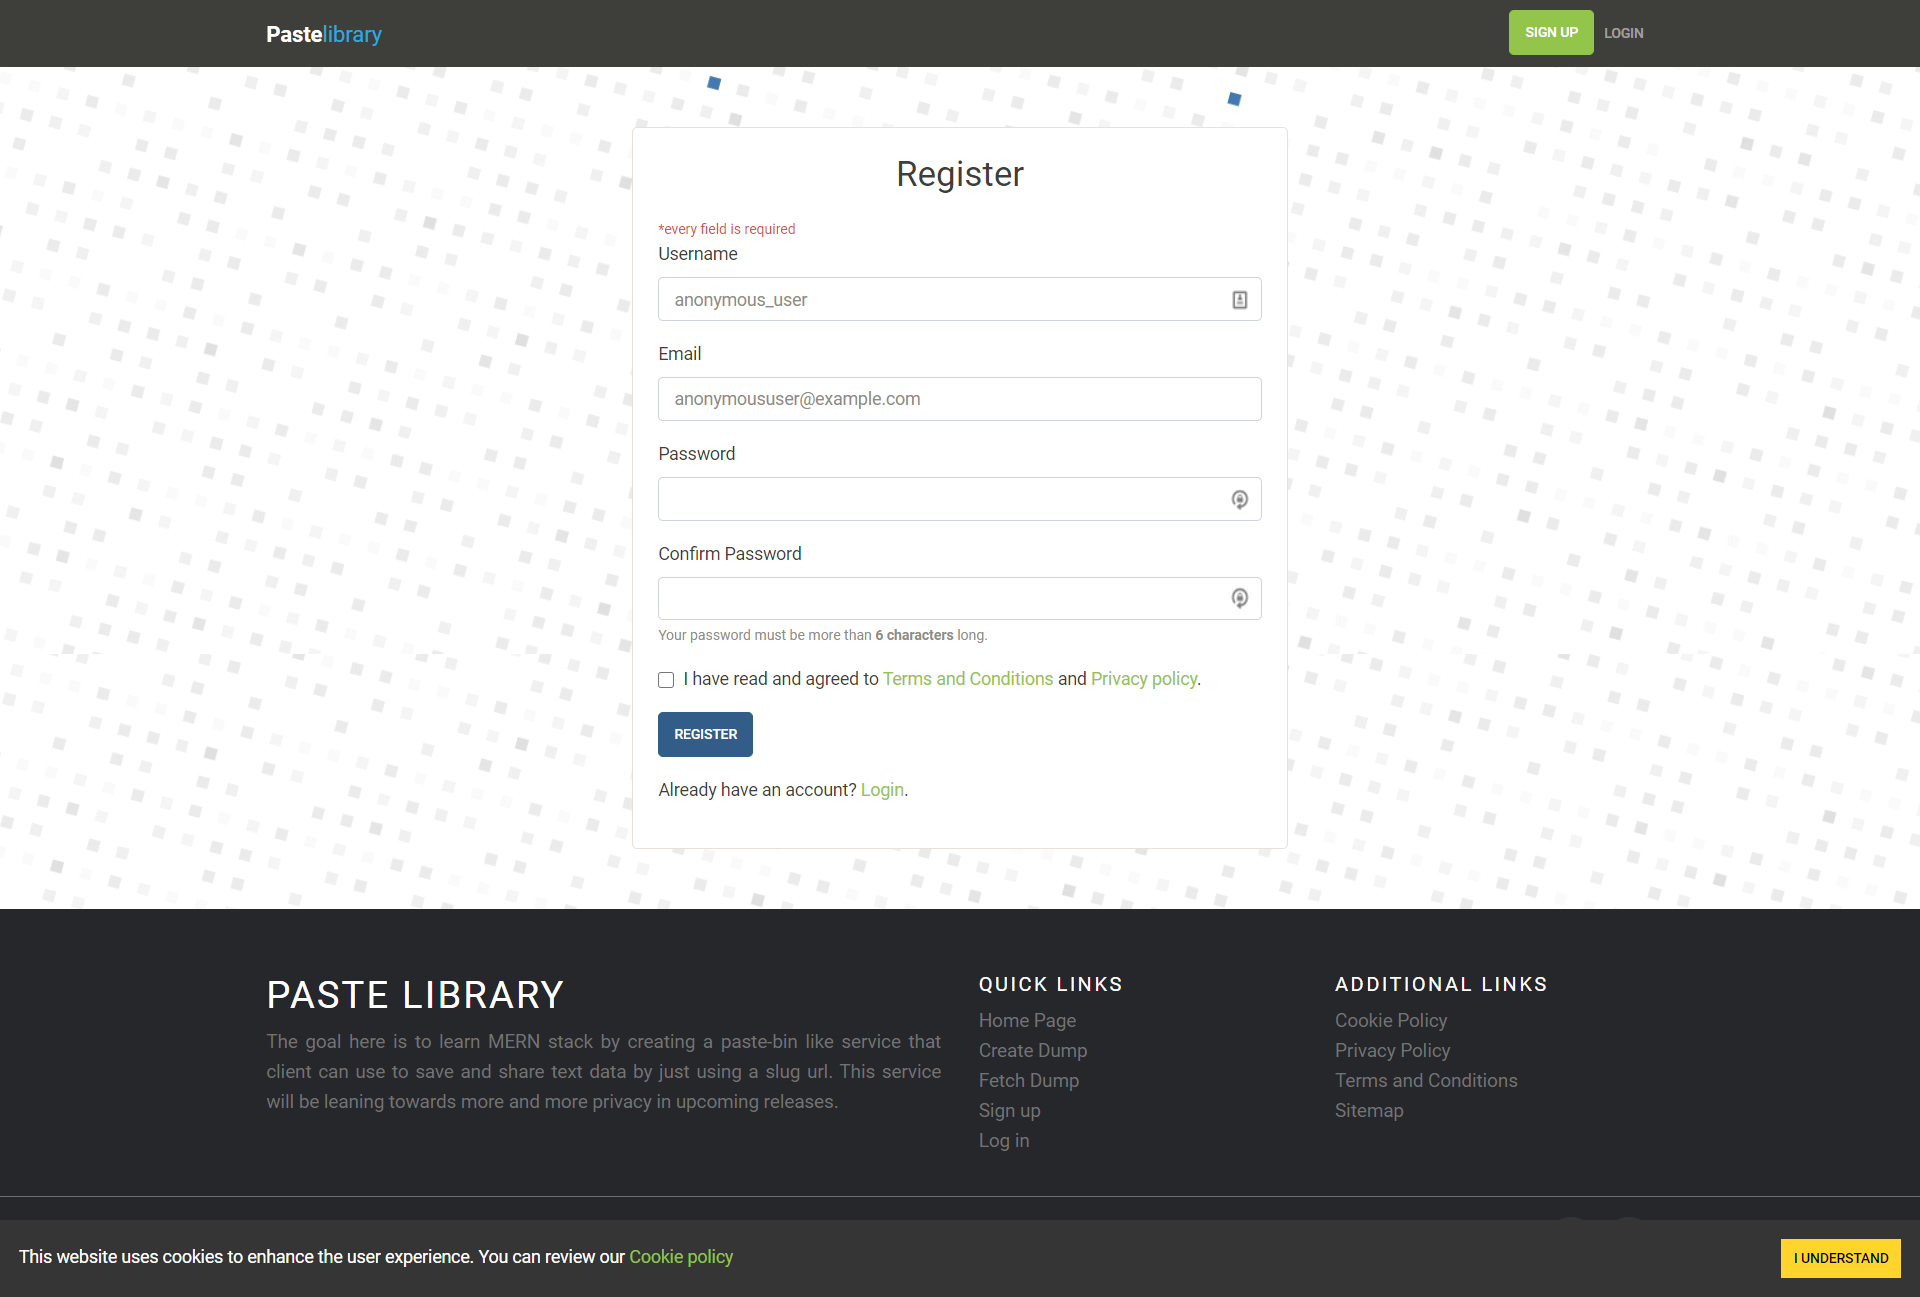 Pastelibrary
SIGN UP
LOGIN
Register
*every field is required
Username
anonymous_user
Email
anonymoususer@example.com
Password
Confirm Password
Your password must be more than 6 characters long.
I have read and agreed to Terms and Conditions and Privacy policy.
REGISTER
Already have an account? Login.
PASTE LIBRARY
The goal here is to learn MERN stack by creating a paste-bin like service that
client can use to save and share text data by just using a slug url. This service
will be leaning towards more and more privacy in upcoming releases.
QUICK LINKS
Home Page
Create Dump
Fetch Dump
Sign up
Log in
ADDITIONAL LINKS
Cookie Policy
Privacy Policy
Terms and Conditions
Sitemap
This website uses cookies to enhance the user experience. You can review our Cookie policy
I UNDERSTAND